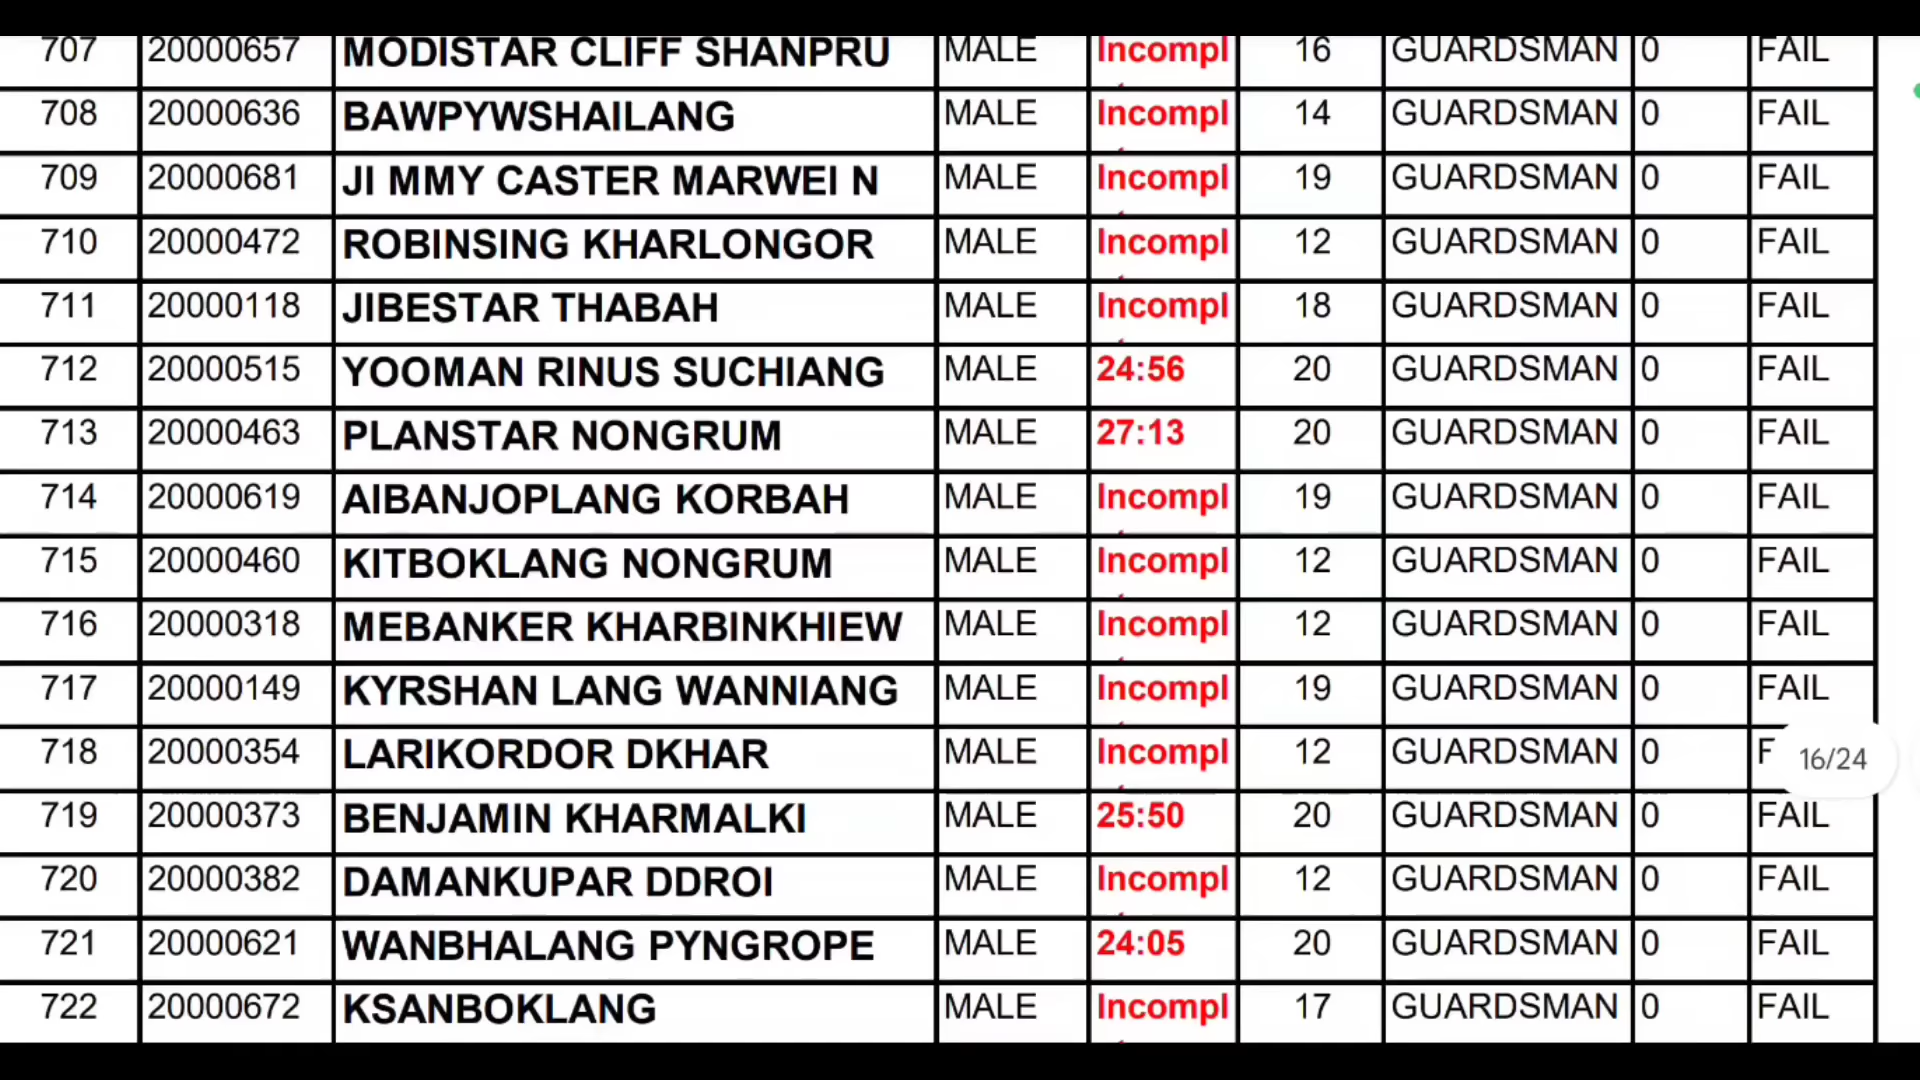 707 20000657 MODISTAR CLIFF SHANPRU MALE Incompl 16 GUARDSMAN 0 FAIL
708 20000636 BAWPYWSHAILANG MALE Incompl 14 GUARDSMAN 0 FAIL
709 20000681 JI MMY CASTER MARWEI N MALE Incompl 19 GUARDSMAN 0 FAIL
710 20000472 ROBINSING KHARLONGOR MALE Incompl 12 GUARDSMAN 0 FAIL
711 20000118 JIBESTAR THABAH MALE Incompl 18 GUARDSMAN 0 FAIL
712 20000515 YOOMAN RINUS SUCHIANG MALE 24:56 20 GUARDSMAN 0 FAIL
713 20000463 PLANSTAR NONGRUM MALE 27:13 20 GUARDSMAN 0 FAIL
714 20000619 AIBANJOPLANG KORBAH MALE Incompl 19 GUARDSMAN 0 FAIL
715 20000460 KITBOKLANG NONGRUM MALE Incompl 12 GUARDSMAN 0 FAIL
716 20000318 MEBANKER KHARBINKHIEW MALE Incompl 12 GUARDSMAN 0 FAIL
717 20000149 KYRSHAN LANG WANNIANG MALE Incompl 19 GUARDSMAN 0 FAIL
718 20000354 LARIKORDOR DKHAR MALE Incompl 12 GUARDSMAN 0 F 16/24
719 20000373 BENJAMIN KHARMALKI MALE 25:50 20 GUARDSMAN 0 FAIL
720 20000382 DAMANKUPAR DDROI MALE Incompl 12 GUARDSMAN 0 FAIL
721 20000621 WANBHALANG PYNGROPE MALE 24:05 20 GUARDSMAN 0 FAIL
722 20000672 KSANBOKLANG MALE Incompl 17 GUARDSMAN 0 FAIL